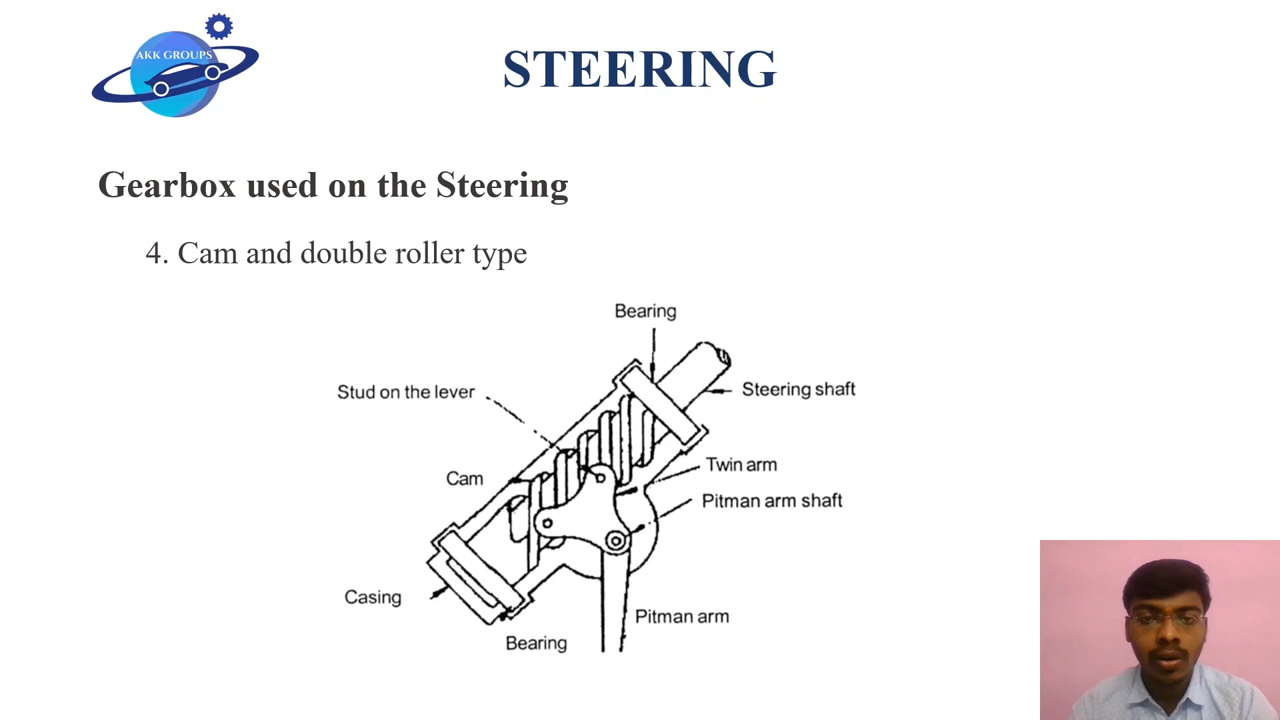 AKK GROUPS
STEERING
Gearbox used on the Steering
4. Cam and double roller type
Bearing
Stud on the lever
Steering shaft
Cam
Twin arm
Pitman arm shaft
Casing
Pitman arm
Bearing